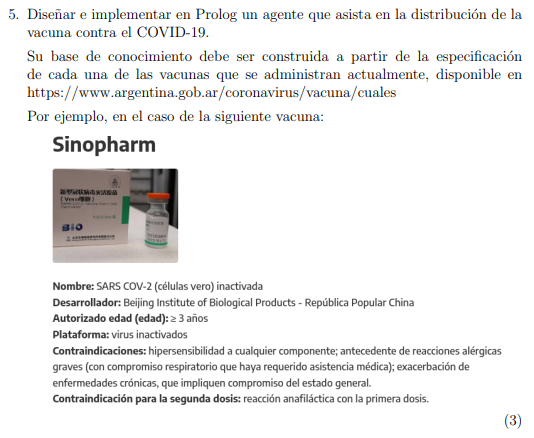 5. Diseñar e implementar en Prolog un agente que asista en la distribución de la
vacuna contra el COVID-19.
Su base de conocimiento debe ser construida a partir de la especificación
de cada una de las vacunas que se administran actualmente, disponible en
https://www.argentina.gob.ar/coronavirus/vacuna/cuales
Por ejemplo, en el caso de la siguiente vacuna:
Sinopharm
BiO
Nombre: SARS COV-2 (células vero) inactivada
Desarrollador: Beijing Institute of Biological Products - República Popular China
Autorizado edad (edad): ≥ 3 años
Plataforma: virus inactivados
Contraindicaciones: hipersensibilidad a cualquier componente; antecedente de reacciones alérgicas
graves (con compromiso respiratorio que haya requerido asistencia médica); exacerbación de
enfermedades crónicas, que impliquen compromiso del estado general.
Contraindicación para la segunda dosis: reacción anafiláctica con la primera dosis.
(3)